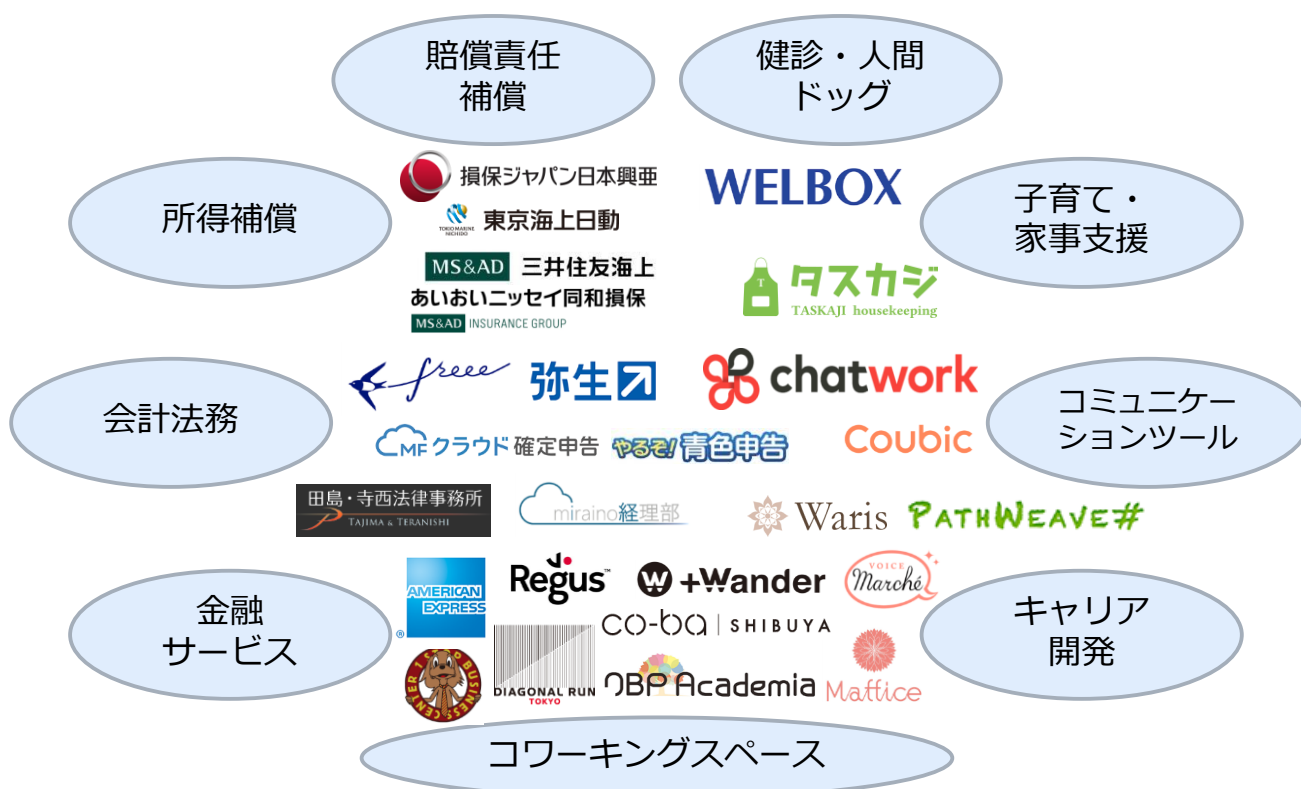 賠償責任
補償
健診・人間
ドッグ
所得補償
損保ジャパン日本興亜
東京海上日動
TOKIO MARINE
NICHIDO
WELBOX
子育て・
家事支援
MS&AD 三井住友海上
あいおいニッセイ同和損保
MS&AD INSURANCE GROUP
タスカジ
TASKAJI housekeeping
T
会計法務
freee
弥生
chatwork
コミュニケー
ションツール
MFクラウド確定申告
やるぞ!青色申告
Coubic
田島・寺西法律事務所
TAJIMA & TERANISHI
miraino経理部
Waris
PATHWEAVE#
金融
サービス
AMERICAN
EXPRESS
®
Regus™
W +Wander
VOICE
Marché
キャリア
開発
co-ba | SHIBUYA
DIAGONAL RUN
TOKYO
OBP Academia
Maffice
コワーキングスペース